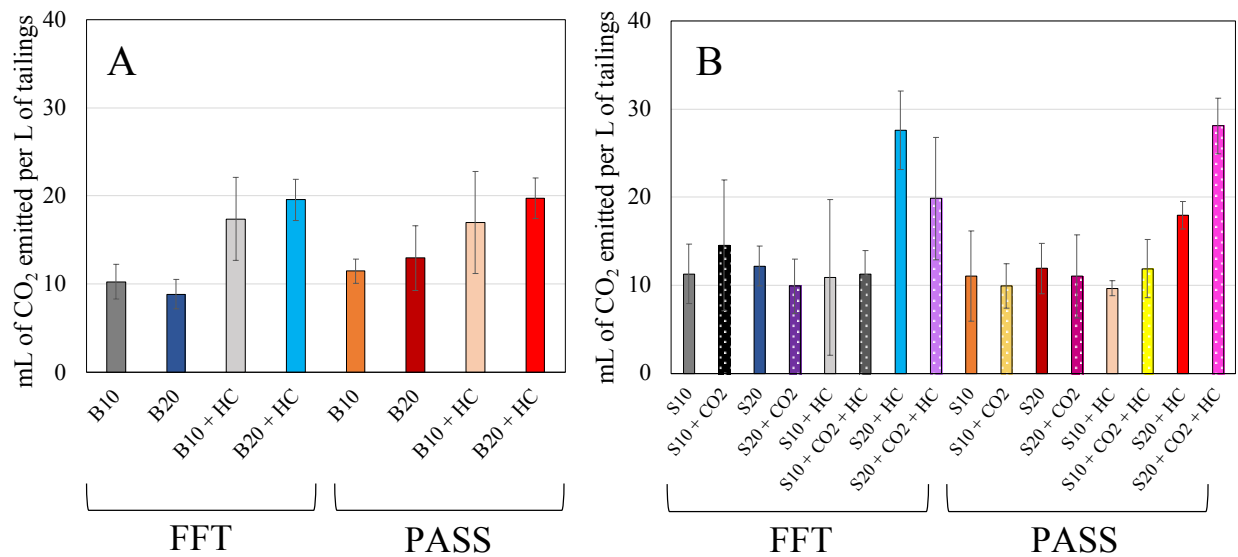 A
mL of CO₂ emitted per L of tailings
40
30
20
10
0
B10
B20
B10 + HC
B20 + HC
B10
B20
B10 + HC
B20 + HC
FFT
PASS
B
mL of CO₂ emitted per L of tailings
40
30
20
10
0
S10
S10 + CO2
S20
S20 + CO2
S10 + HC
S10 + CO2 + HC
S20 + HC
S20 + CO2 + HC
S10
S10 + CO2
S20
S20 + CO2
S10 + HC
S10 + CO2 + HC
S20 + HC
S20 + CO2 + HC
FFT
PASS